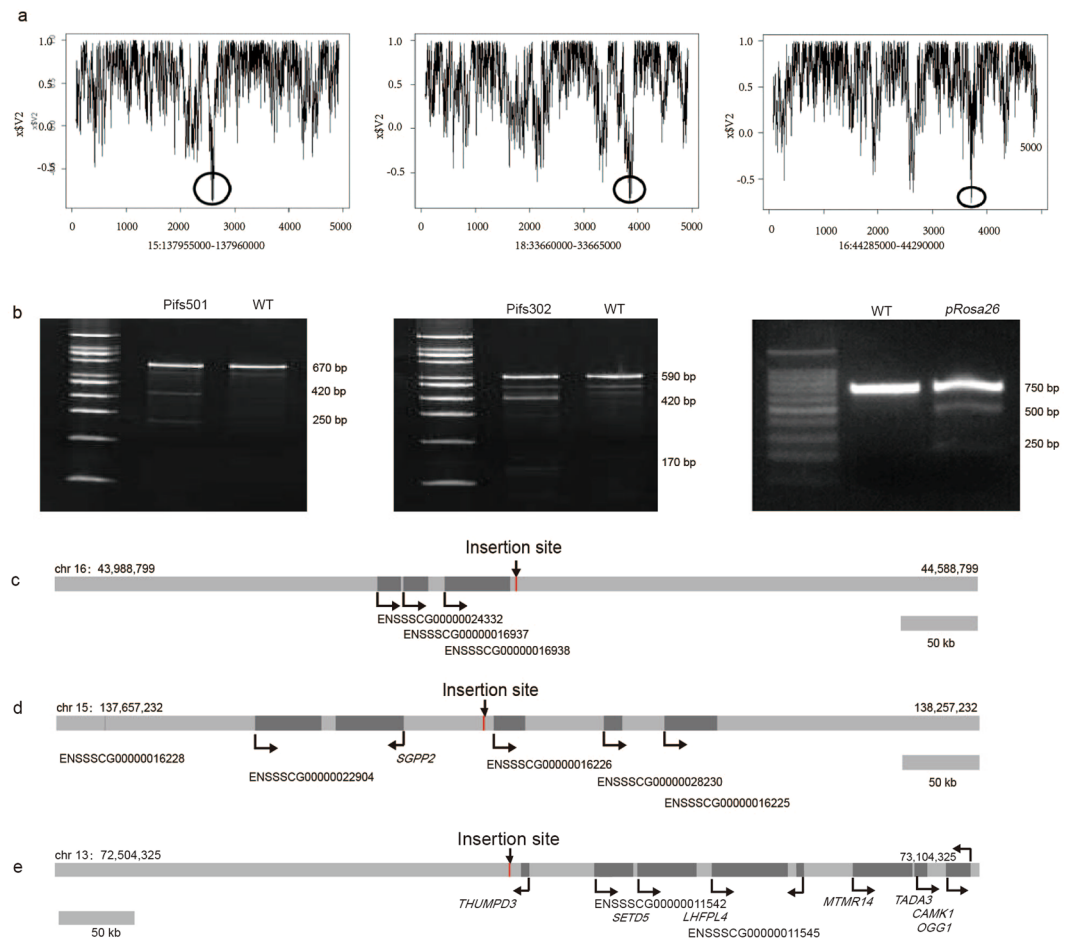 a
1.0
0.5
0.0
-0.5
x$V2
x$V2
0 1000 2000 3000 4000 5000
15:137955000-137960000
1.0
0.5
0.0
-0.5
x$V2
0 1000 2000 3000 4000 5000
18:33660000-33665000
1.0
0.5
0.0
-0.5
x$V2
5000
0 1000 2000 3000 4000
16:44285000-44290000
b
Pifs501 WT
670 bp
420 bp
250 bp
Pifs302 WT
590 bp
420 bp
170 bp
WT pRosa26
750 bp
500 bp
250 bp
c
Insertion site
chr 16: 43,988,799 44,588,799
ENSSSCG00000024332
ENSSSCG00000016937
ENSSSCG00000016938
50 kb
d
Insertion site
chr 15: 137,657,232 138,257,232
ENSSSCG00000016228
SGPP2
ENSSSCG00000016226
ENSSSCG00000022904
ENSSSCG00000028230
ENSSSCG00000016225
50 kb
e
Insertion site
chr 13: 72,504,325 73,104,325
THUMPD3
ENSSSCG00000011542
SETD5
LHFPL4
ENSSSCG00000011545
MTMR14
TADA3
CAMK1
OGG1
50 kb